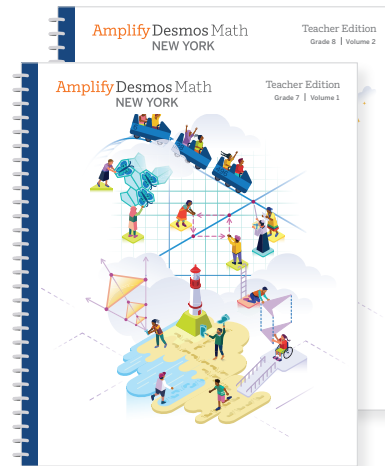 Amplify Desmos Math
NEW YORK
Teacher Edition
Grade 8 | Volume 2
Amplify Desmos Math
NEW YORK
Teacher Edition
Grade 7 | Volume 1